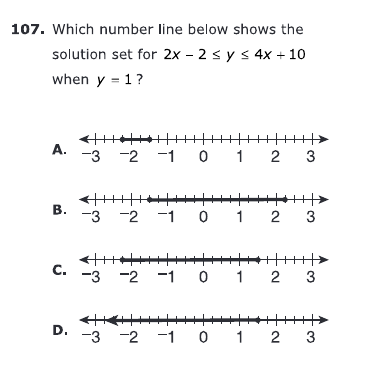 107. Which number line below shows the
solution set for 2x – 2 ≤ y ≤ 4x + 10
when y = 1?
A. ⁻3 ⁻2 ⁻1 0 1 2 3
B. ⁻3 ⁻2 ⁻1 0 1 2 3
C. ⁻3 ⁻2 ⁻1 0 1 2 3
D. ⁻3 ⁻2 ⁻1 0 1 2 3